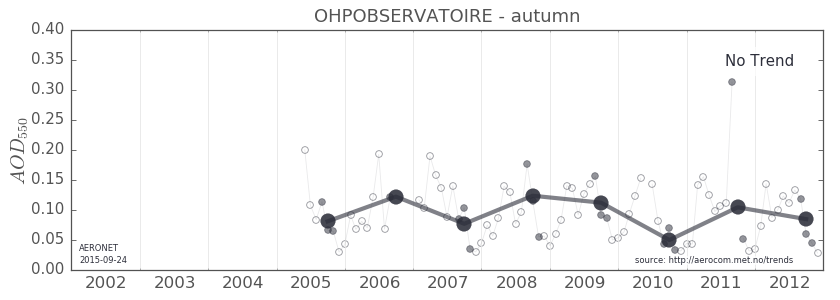 OHPOBSERVATOIRE - autumn
0.40
0.35
0.30
0.25
0.20
0.15
0.10
0.05
0.00
AOD550
No Trend
AERONET
2015-09-24
source: http://aerocom.met.no/trends
2002 2003 2004 2005 2006 2007 2008 2009 2010 2011 2012